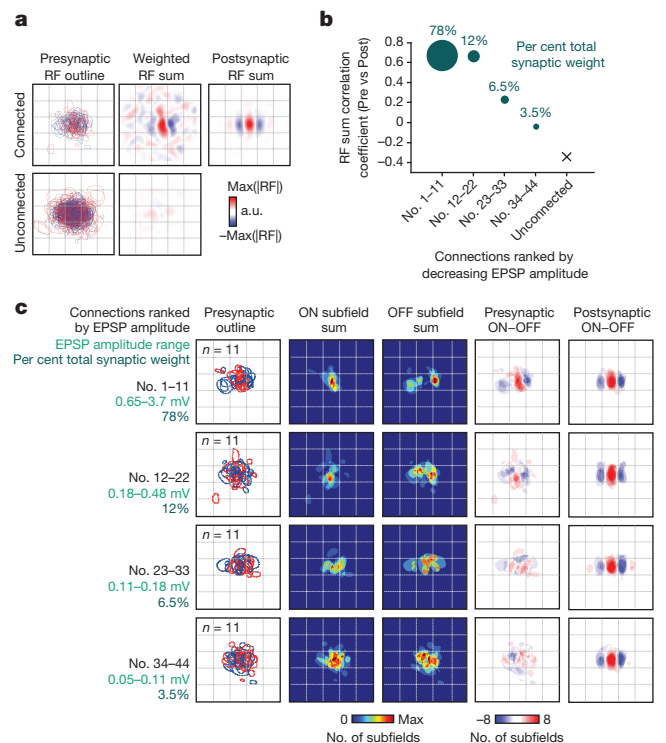 a
Presynaptic
RF outline
Weighted
RF sum
Postsynaptic
RF sum
Connected
Unconnected
Max(|RF|)
a.u.
−Max(|RF|)
b
RF sum correlation
coefficient (Pre vs Post)
0.8
0.6
0.4
0.2
0
−0.2
−0.4
78%
12%
6.5%
3.5%
Per cent total
synaptic weight
No. 1–11
No. 12–22
No. 23–33
No. 34–44
Unconnected
Connections ranked by
decreasing EPSP amplitude
c
Connections ranked
by EPSP amplitude
EPSP amplitude range
Per cent total synaptic weight
Presynaptic
outline
ON subfield
sum
OFF subfield
sum
Presynaptic
ON–OFF
Postsynaptic
ON–OFF
No. 1–11
0.65–3.7 mV
78%
n = 11
No. 12–22
0.18–0.48 mV
12%
n = 11
No. 23–33
0.11–0.18 mV
6.5%
n = 11
No. 34–44
0.05–0.11 mV
3.5%
n = 11
0 Max
No. of subfields
−8 8
No. of subfields